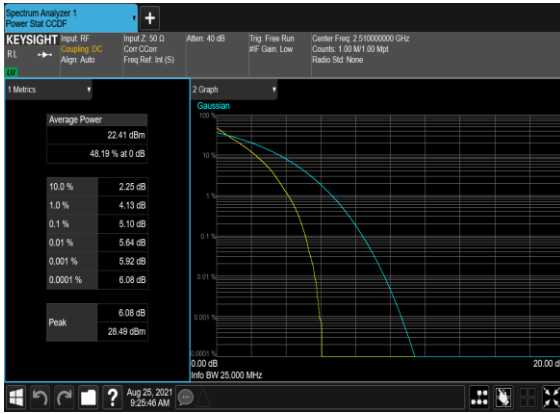 Spectrum Analyzer 1
Power Stat CCDF
KEYSIGHT
RL
LV
Input: RF
Coupling: DC
Align: Auto
Input Z: 50 Ω
Corr CCorr
Freq Ref: Int (S)
Atten: 40 dB
Trig: Free Run
#IF Gain: Low
Center Freq: 2.510000000 GHz
Counts: 1.00 M/1.00 Mpt
Radio Std: None
1 Metrics
Average Power
22.41 dBm
48.19 % at 0 dB
10.0 % 2.25 dB
1.0 % 4.13 dB
0.1 % 5.10 dB
0.01 % 5.64 dB
0.001 % 5.92 dB
0.0001 % 6.08 dB
Peak
6.08 dB
28.49 dBm
2 Graph
Gaussian
100 %
10 %
1 %
0.1 %
0.01 %
0.001 %
0.0001 %
0.00 dB
20.00 d
Info BW 25.000 MHz
?
Aug 25, 2021
9:25:46 AM